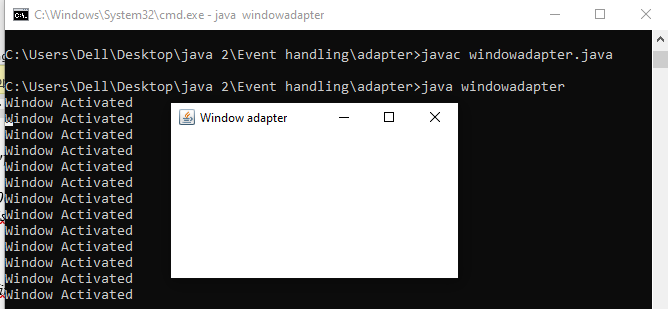 C:\Windows\System32\cmd.exe - java  windowadapter
C:\Users\Dell\Desktop\java 2\Event handling\adapter>javac windowadapter.java
C:\Users\Dell\Desktop\java 2\Event handling\adapter>java windowadapter
Window Activated
Window Activated
Window Activated
Window Activated
Window Activated
Window Activated
Window Activated
Window Activated
Window Activated
Window Activated
Window Activated
Window Activated
Window Activated
Window adapter